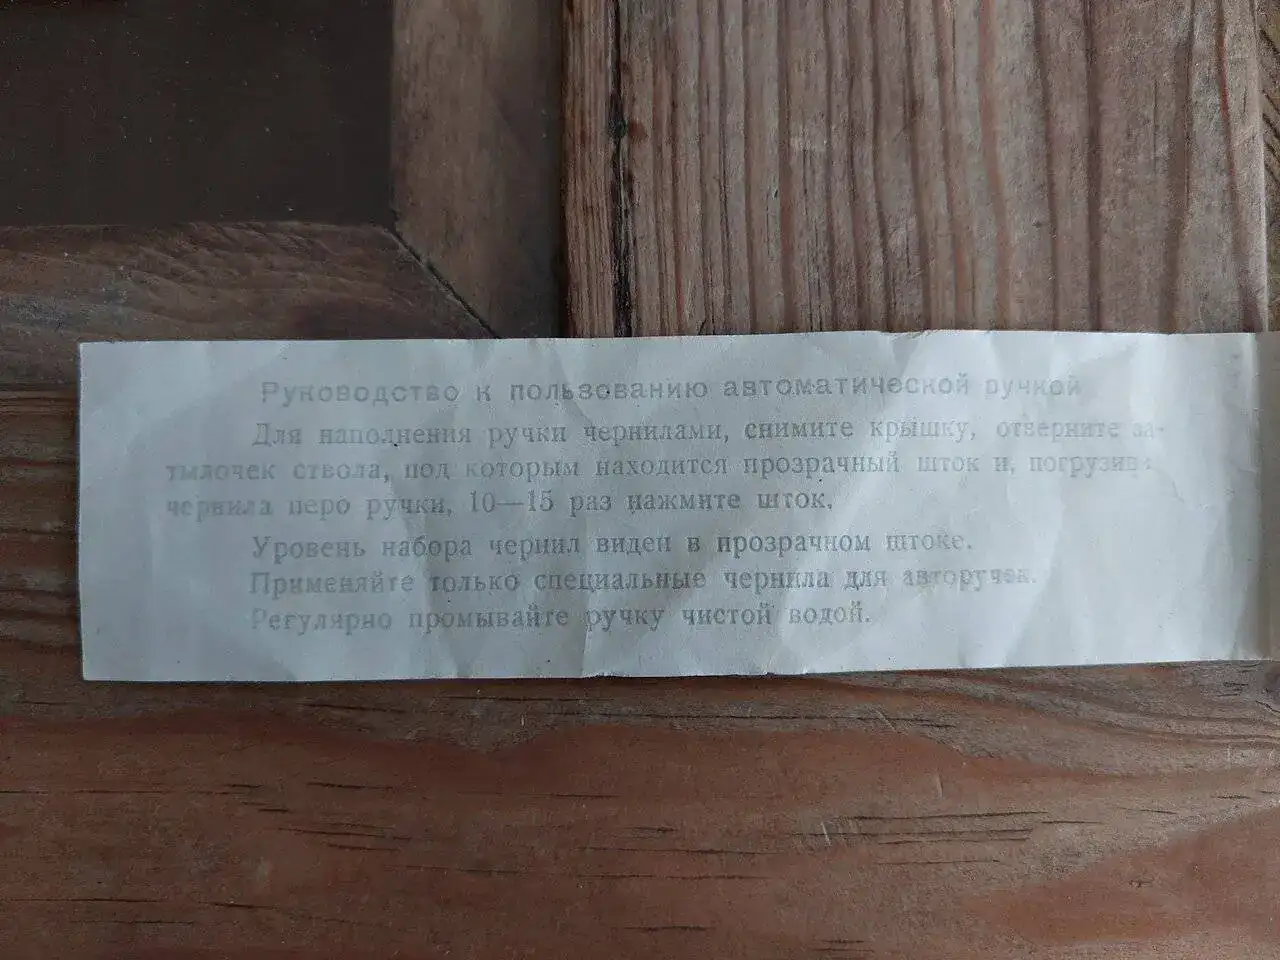 Руководство к пользованию автоматической ручкой
Для наполнения ручки чернилами, снимите крышку, отверните за-
тылочек ствола, под которым находится прозрачный шток и, погрузив в
чернила перо ручки, 10—15 раз нажмите шток.
Уровень набора чернил виден в прозрачном штоке.
Применяйте только специальные чернила для авторучек.
Регулярно промывайте ручку чистой водой.